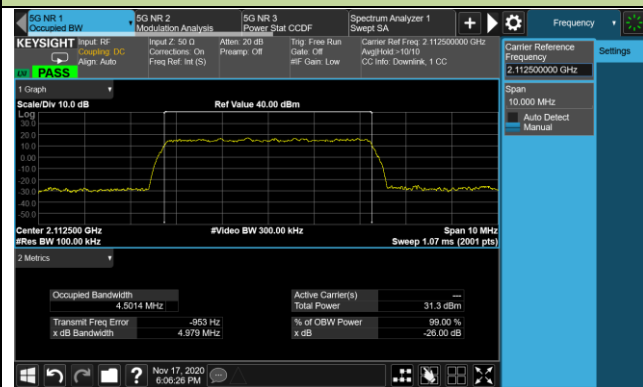 5G NR 1
Occupied BW
5G NR 2
Modulation Analysis
5G NR 3
Power Stat CCDF
Spectrum Analyzer 1
Swept SA
Frequency
KEYSIGHT
Input: RF
Coupling: DC
Align: Auto
Input Z: 50 Ω
Corrections: On
Freq Ref: Int (S)
Atten: 20 dB
Preamp: Off
Trig: Free Run
Gate: Off
#IF Gain: Low
Carrier Ref Freq: 2.112500000 GHz
Avg|Hold:>10/10
CC Info: Downlink, 1 CC
LNI PASS
Carrier Reference
Frequency
2.112500000 GHz
Settings
Span
10.000 MHz
Auto Detect
Manual
1 Graph
Scale/Div 10.0 dB
Ref Value 40.00 dBm
Log
30.0
20.0
10.0
0.00
-10.0
-20.0
-30.0
-40.0
-50.0
Center 2.112500 GHz
#Res BW 100.00 kHz
#Video BW 300.00 kHz
Span 10 MHz
Sweep 1.07 ms (2001 pts)
2 Metrics
Occupied Bandwidth
4.5014 MHz
Active Carrier(s) ---
Total Power 31.3 dBm
Transmit Freq Error -953 Hz
x dB Bandwidth 4.979 MHz
% of OBW Power 99.00 %
x dB -26.00 dB
Nov 17, 2020
6:06:26 PM